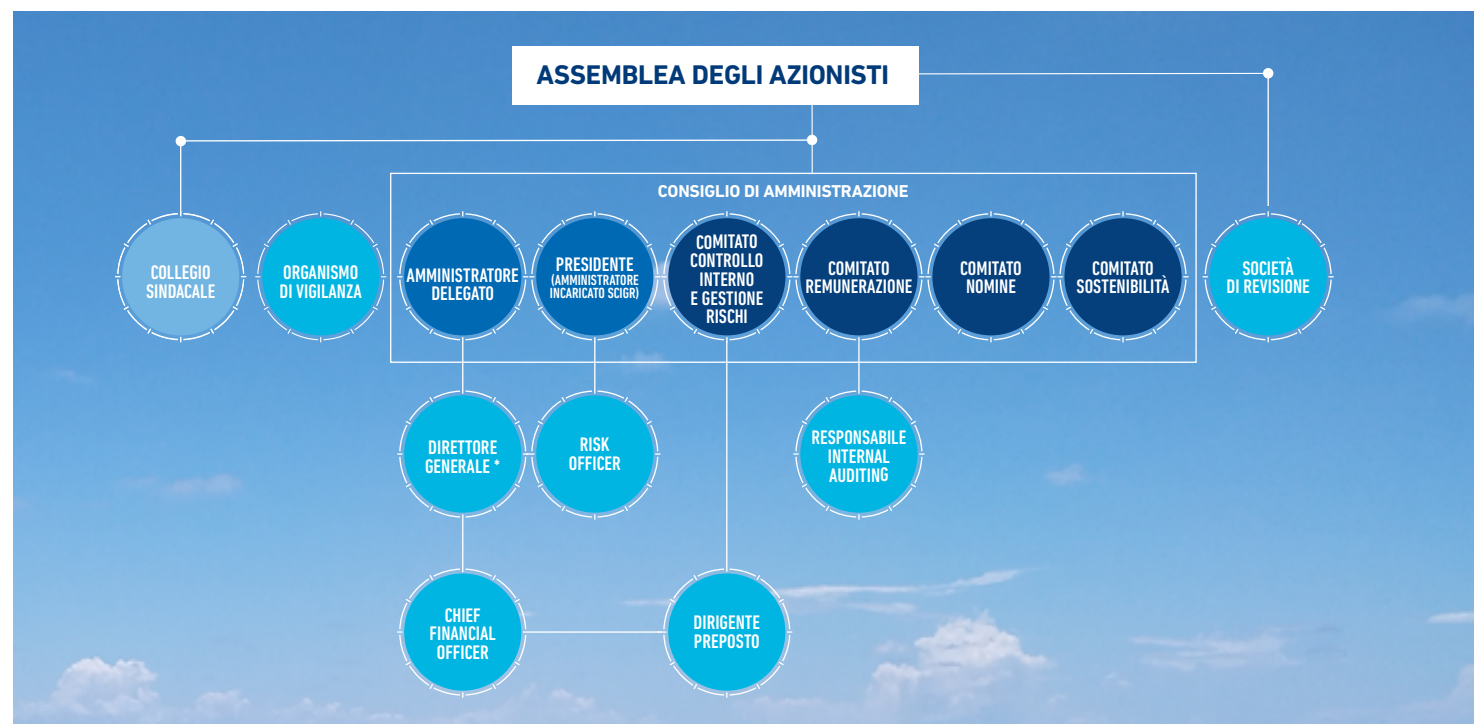 ASSEMBLEA DEGLI AZIONISTI
CONSIGLIO DI AMMINISTRAZIONE
COLLEGIO
SINDACALE
ORGANISMO
DI VIGILANZA
AMMINISTRATORE
DELEGATO
PRESIDENTE
(AMMINISTRATORE
INCARICATO SCIGR)
COMITATO
CONTROLLO
INTERNO
E GESTIONE
RISCHI
COMITATO
REMUNERAZIONE
COMITATO
NOMINE
COMITATO
SOSTENIBILITÀ
SOCIETÀ
DI REVISIONE
DIRETTORE
GENERALE *
RISK
OFFICER
RESPONSABILE
INTERNAL
AUDITING
CHIEF
FINANCIAL
OFFICER
DIRIGENTE
PREPOSTO